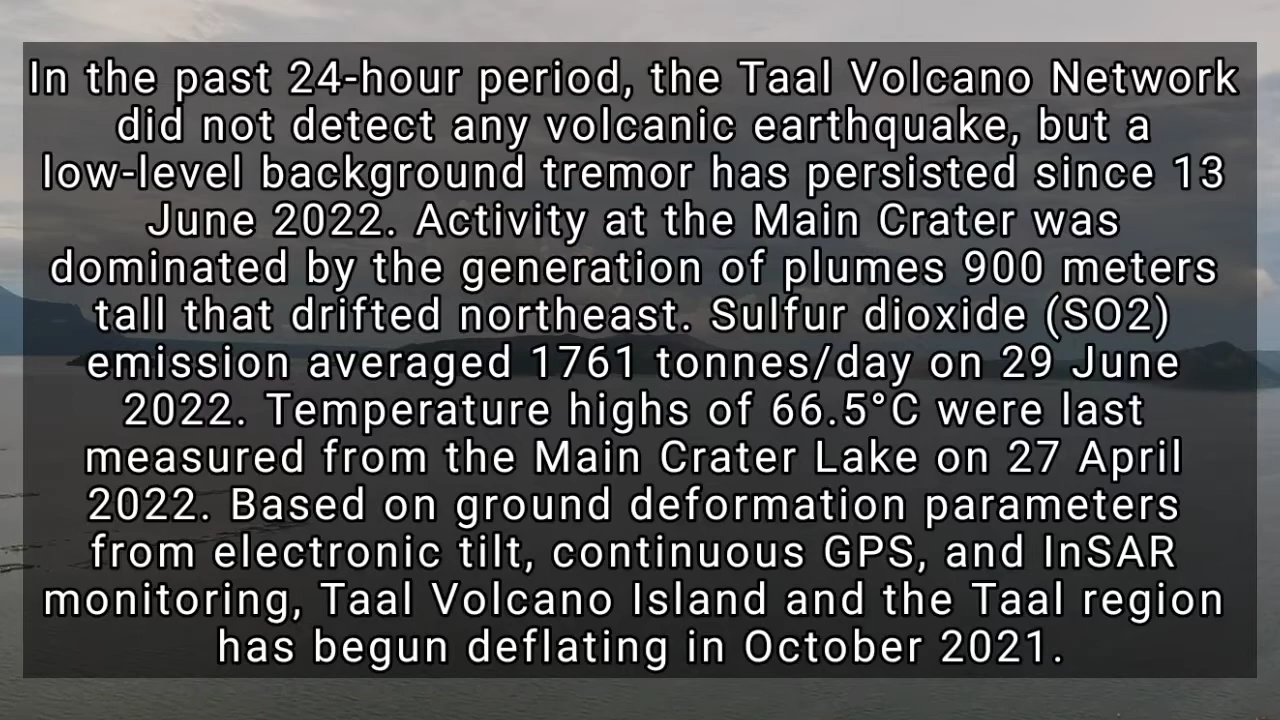 In the past 24-hour period, the Taal Volcano Network
did not detect any volcanic earthquake, but a
low-level background tremor has persisted since 13
June 2022. Activity at the Main Crater was
dominated by the generation of plumes 900 meters
tall that drifted northeast. Sulfur dioxide (SO2)
emission averaged 1761 tonnes/day on 29 June
2022. Temperature highs of 66.5°C were last
measured from the Main Crater Lake on 27 April
2022. Based on ground deformation parameters
from electronic tilt, continuous GPS, and InSAR
monitoring, Taal Volcano Island and the Taal region
has begun deflating in October 2021.